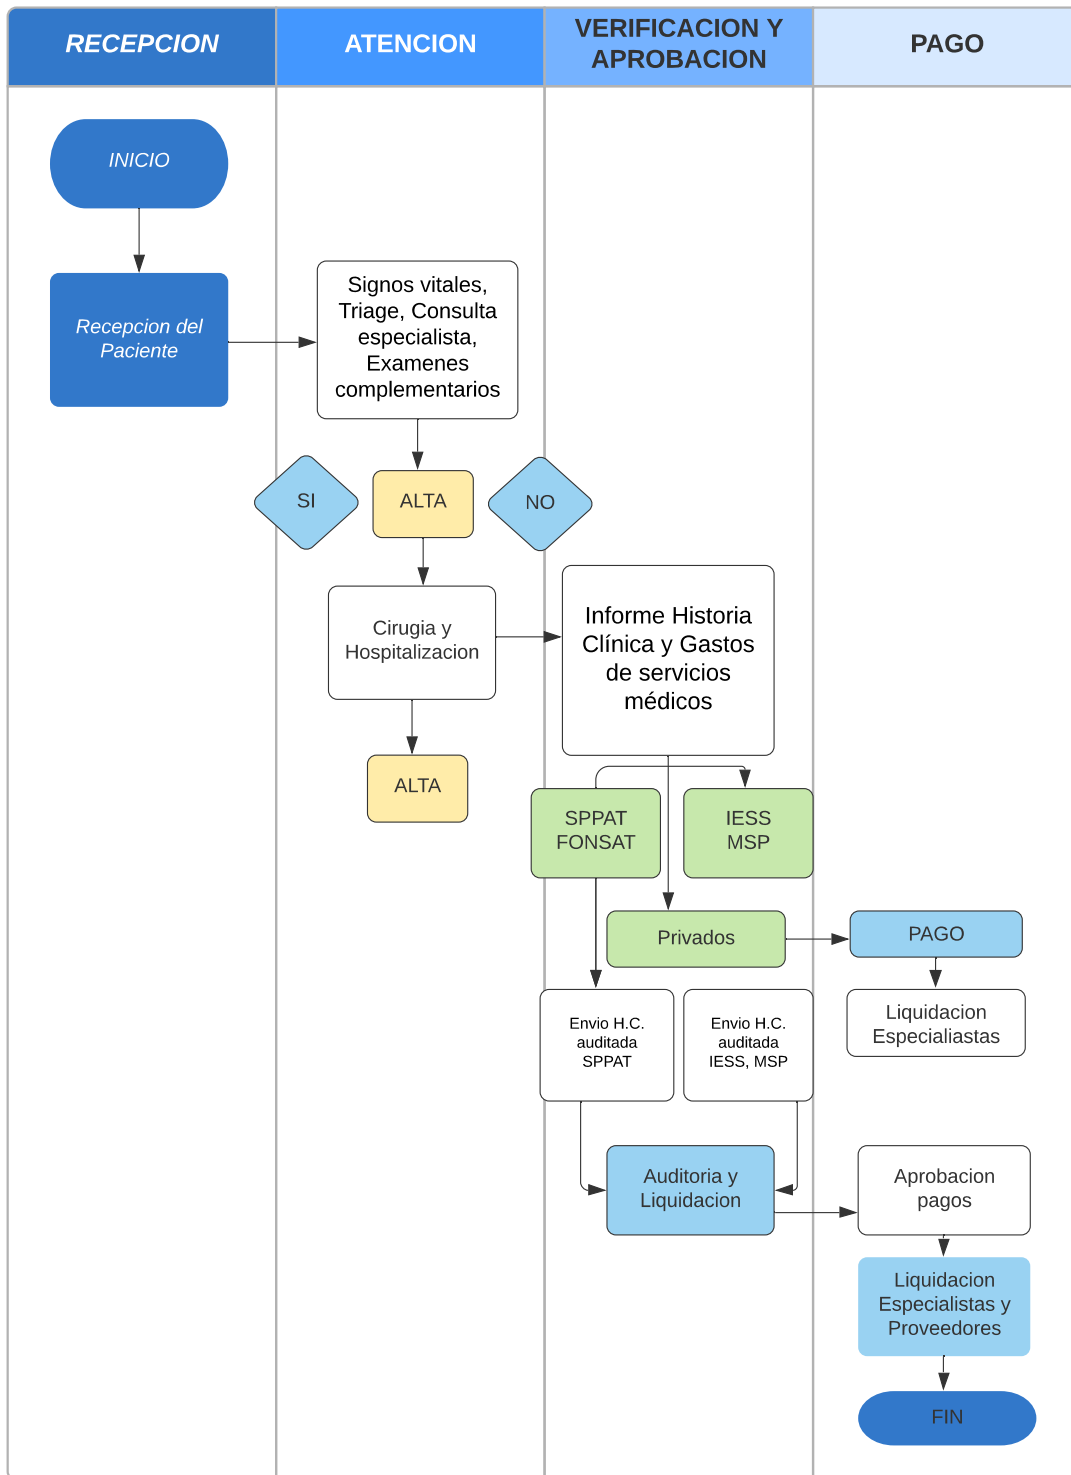 RECEPCION
ATENCION
VERIFICACION Y
APROBACION
PAGO
INICIO
Recepcion del
Paciente
Signos vitales,
Triage, Consulta
especialista,
Examenes
complementarios
SI
ALTA
NO
Cirugia y
Hospitalizacion
Informe Historia
Clínica y Gastos
de servicios
médicos
ALTA
SPPAT
FONSAT
IESS
MSP
Privados
PAGO
Liquidacion
Especialiastas
Envio H.C.
auditada
SPPAT
Envio H.C.
auditada
IESS, MSP
Auditoria y
Liquidacion
Aprobacion
pagos
Liquidacion
Especialistas y
Proveedores
FIN